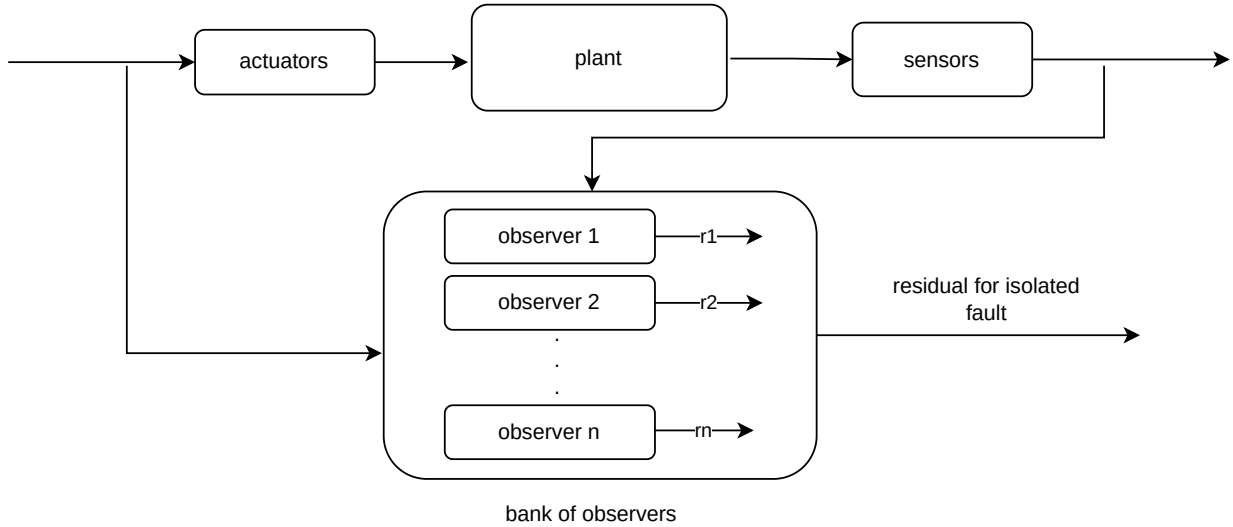 actuators
plant
sensors
observer 1
r1
observer 2
r2
.
.
.
observer n
rn
residual for isolated
fault
bank of observers